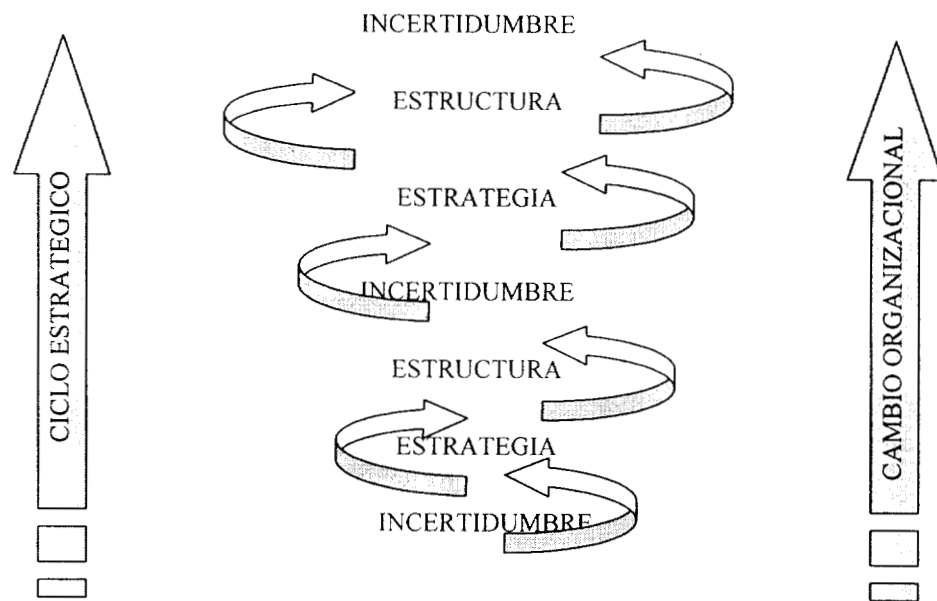 INCERTIDUMBRE
ESTRUCTURA
ESTRATEGIA
INCERTIDUMBRE
ESTRUCTURA
ESTRATEGIA
INCERTIDUMBRE
CICLO ESTRATEGICO
CAMBIO ORGANIZACIONAL